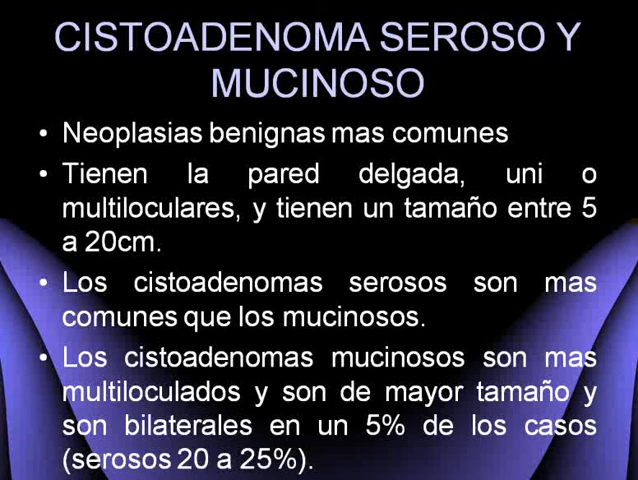 CISTOADENOMA SEROSO Y
MUCINOSO
• Neoplasias benignas mas comunes
• Tienen la pared delgada, uni o
multiloculares, y tienen un tamaño entre 5
a 20cm.
• Los cistoadenomas serosos son mas
comunes que los mucinosos.
• Los cistoadenomas mucinosos son mas
multiloculados y son de mayor tamaño y
son bilaterales en un 5% de los casos
(serosos 20 a 25%).